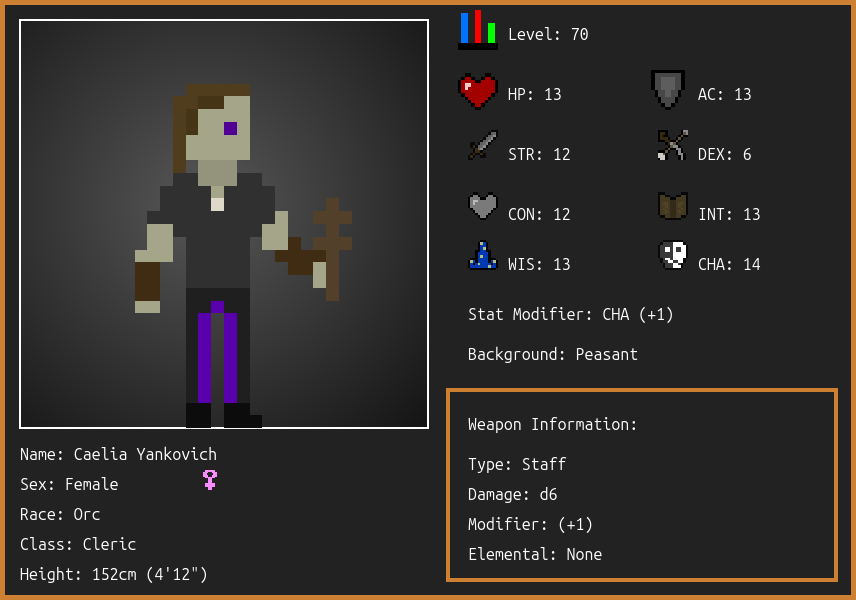 Level: 70
HP: 13
AC: 13
STR: 12
DEX: 6
CON: 12
INT: 13
WIS: 13
CHA: 14
Stat Modifier: CHA (+1)
Background: Peasant
Weapon Information:
Type: Staff
Damage: d6
Modifier: (+1)
Elemental: None
Name: Caelia Yankovich
Sex: Female
Race: Orc
Class: Cleric
Height: 152cm (4'12")